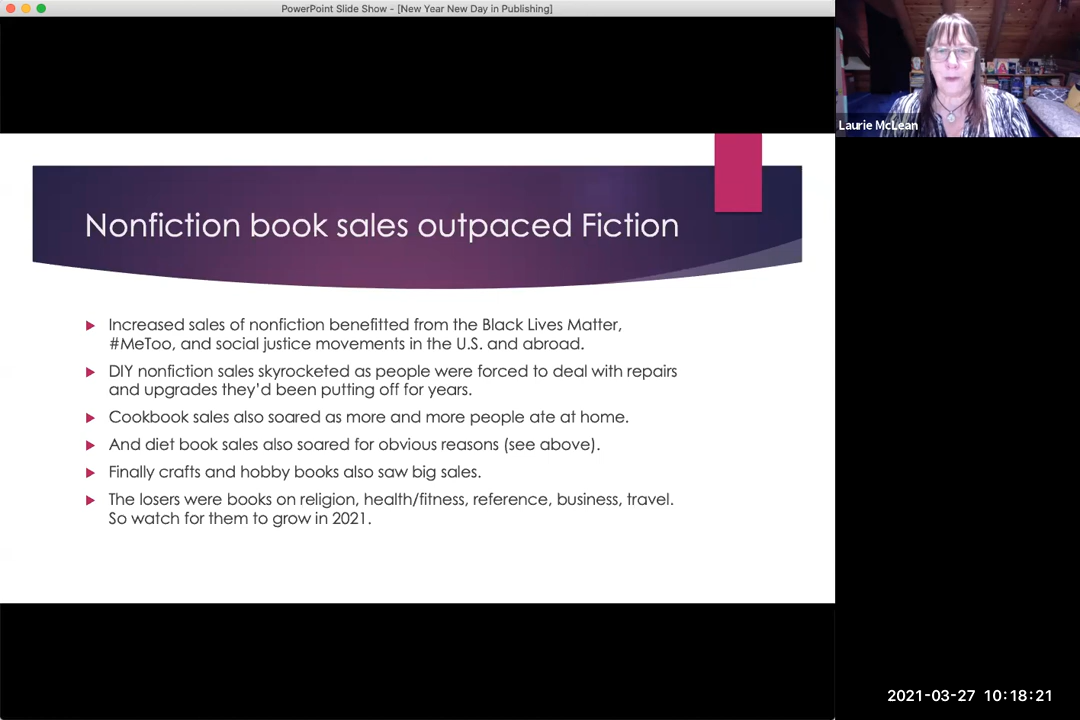 PowerPoint Slide Show - [New Year New Day in Publishing]
Laurie McLean
Nonfiction book sales outpaced Fiction
Increased sales of nonfiction benefitted from the Black Lives Matter,
#MeToo, and social justice movements in the U.S. and abroad.
DIY nonfiction sales skyrocketed as people were forced to deal with repairs
and upgrades they'd been putting off for years.
Cookbook sales also soared as more and more people ate at home.
And diet book sales also soared for obvious reasons (see above).
Finally crafts and hobby books also saw big sales.
The losers were books on religion, health/fitness, reference, business, travel.
So watch for them to grow in 2021.
2021-03-27 10:18:21